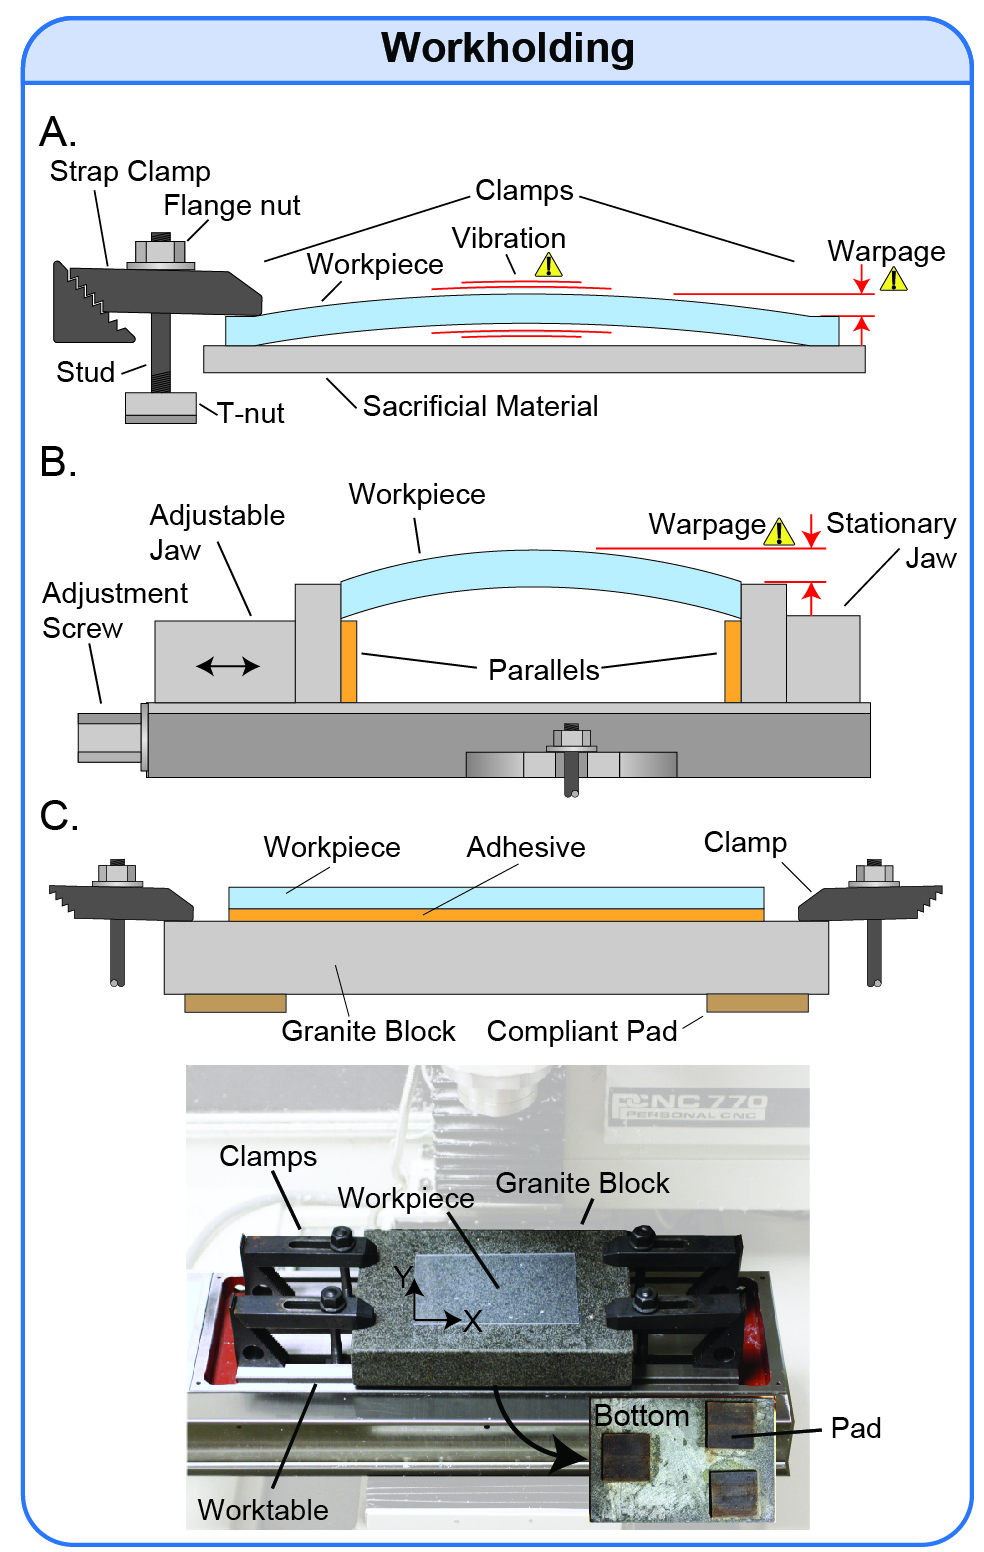 Workholding
A.
Strap Clamp
Flange nut
Clamps
Vibration
Workpiece
Warpage
Stud
T-nut
Sacrificial Material
B.
Workpiece
Adjustable
Jaw
Warpage
Stationary
Jaw
Adjustment
Screw
Parallels
C.
Workpiece
Adhesive
Clamp
Granite Block
Compliant Pad
PCNC 770
PERSONAL CNC
Clamps
Workpiece
Granite Block
Y
X
Bottom
Pad
Worktable